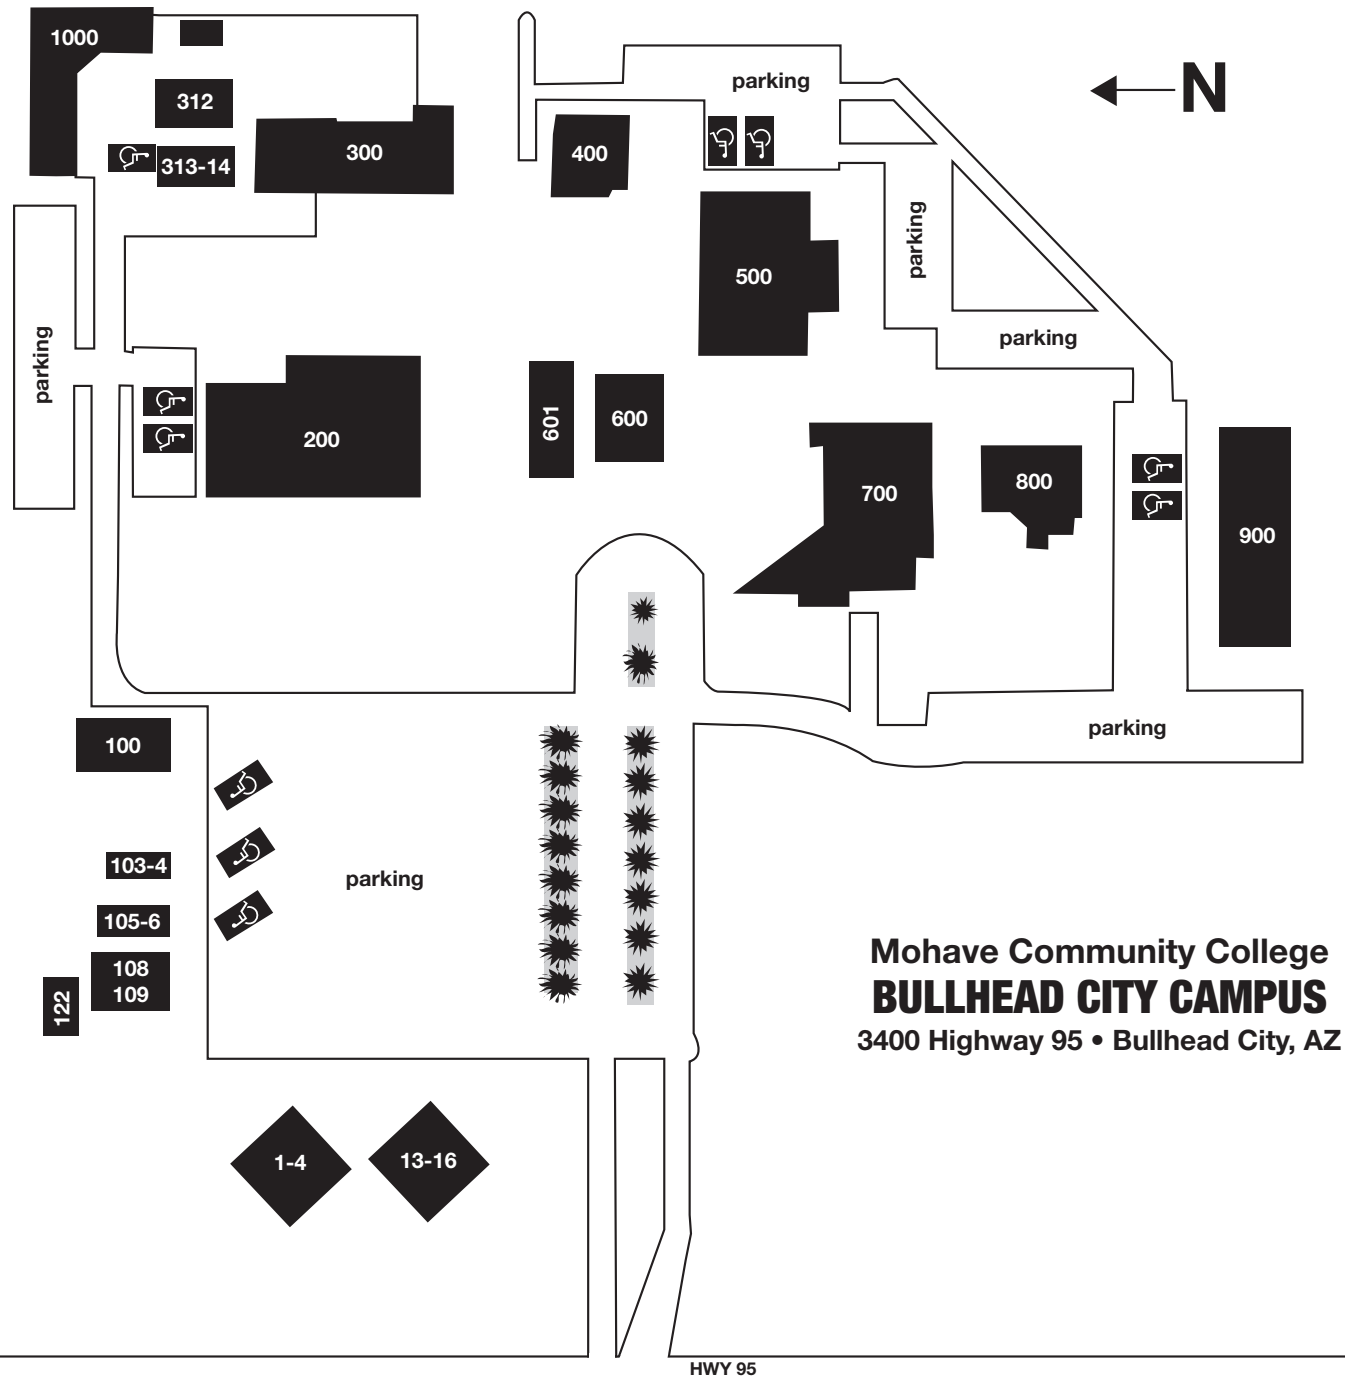 1000
312
313-14
300
400
parking
N
parking
500
parking
parking
200
601
600
700
800
900
100
parking
103-4
parking
105-6
108
109
122
Mohave Community College
BULLHEAD CITY CAMPUS
3400 Highway 95 • Bullhead City, AZ
1-4
13-16
HWY 95